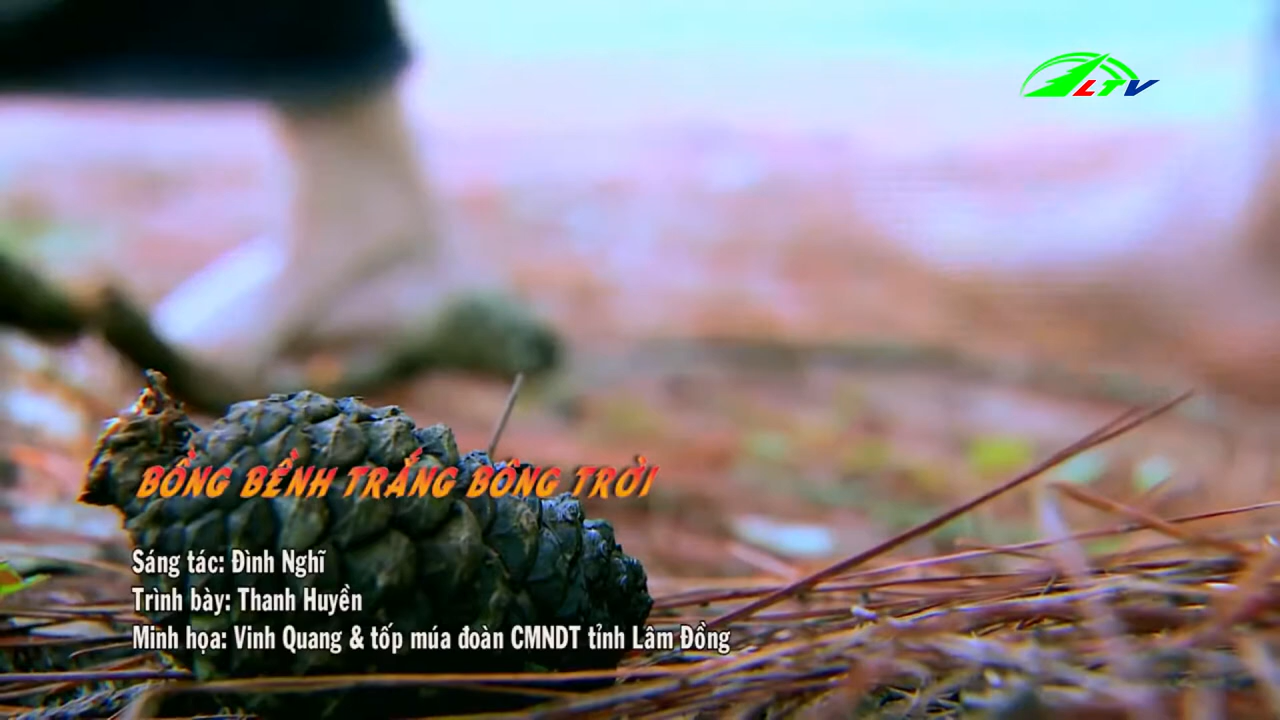 LTV
BỒNG BỀNH TRẮNG BÔNG TRỜI
Sáng tác: Đình Nghĩ
Trình bày: Thanh Huyền
Minh họa: Vinh Quang & tốp múa đoàn CMNDT tỉnh Lâm Đồng